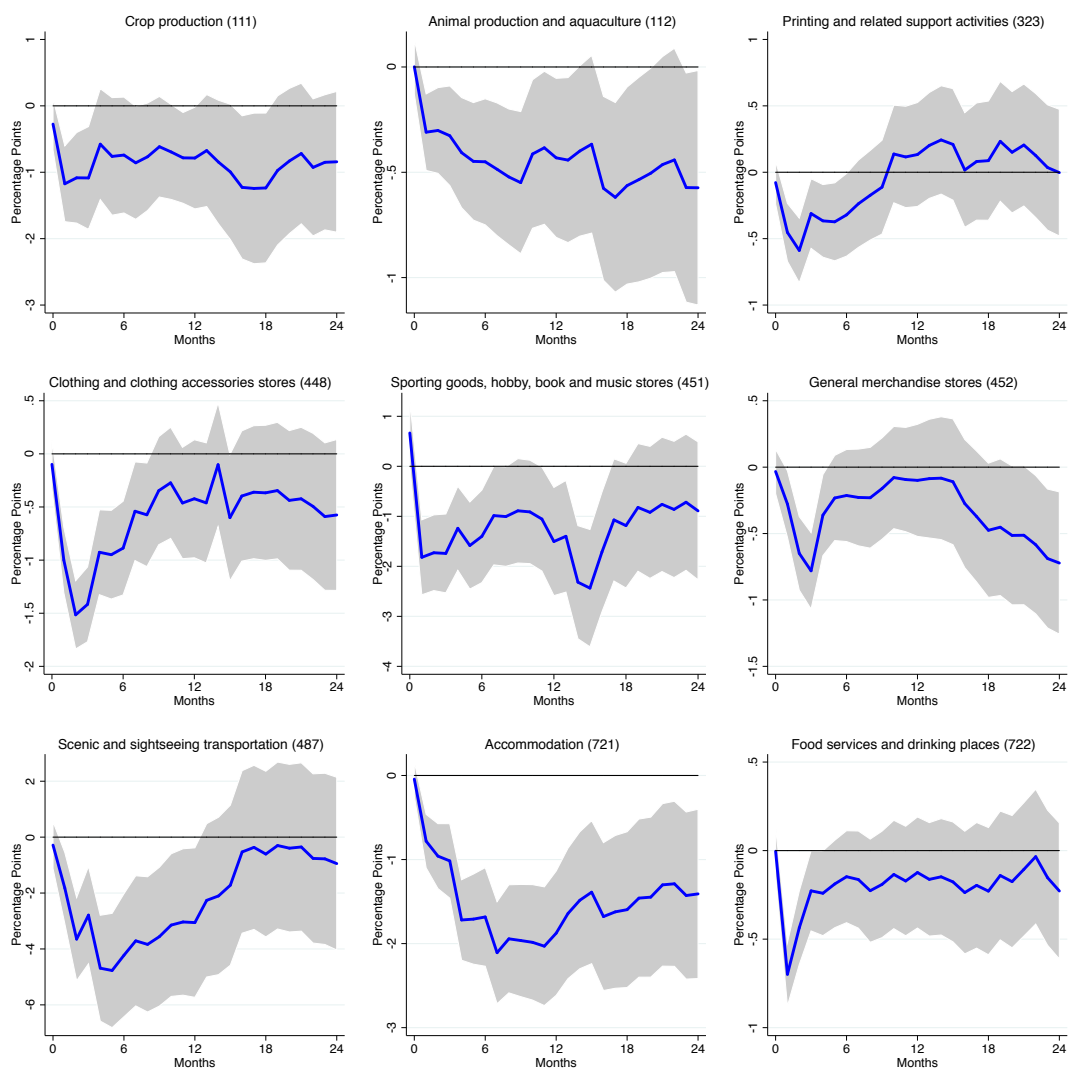 Crop production (111)
Percentage Points
1
0
-1
-2
-3
0 6 12 18 24
Months
Animal production and aquaculture (112)
Percentage Points
0
-.5
-1
0 6 12 18 24
Months
Printing and related support activities (323)
Percentage Points
1
.5
0
-.5
-1
0 6 12 18 24
Months
Clothing and clothing accessories stores (448)
Percentage Points
.5
0
-.5
-1
-1.5
-2
0 6 12 18 24
Months
Sporting goods, hobby, book and music stores (451)
Percentage Points
1
0
-1
-2
-3
-4
0 6 12 18 24
Months
General merchandise stores (452)
Percentage Points
.5
0
-.5
-1
-1.5
0 6 12 18 24
Months
Scenic and sightseeing transportation (487)
Percentage Points
2
0
-2
-4
-6
0 6 12 18 24
Months
Accommodation (721)
Percentage Points
0
-1
-2
-3
0 6 12 18 24
Months
Food services and drinking places (722)
Percentage Points
.5
0
-.5
-1
0 6 12 18 24
Months